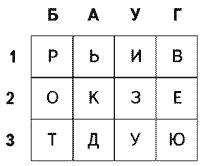 Б А У Г
1 Р Ь И В
2 О К З Е
3 Т Д У Ю